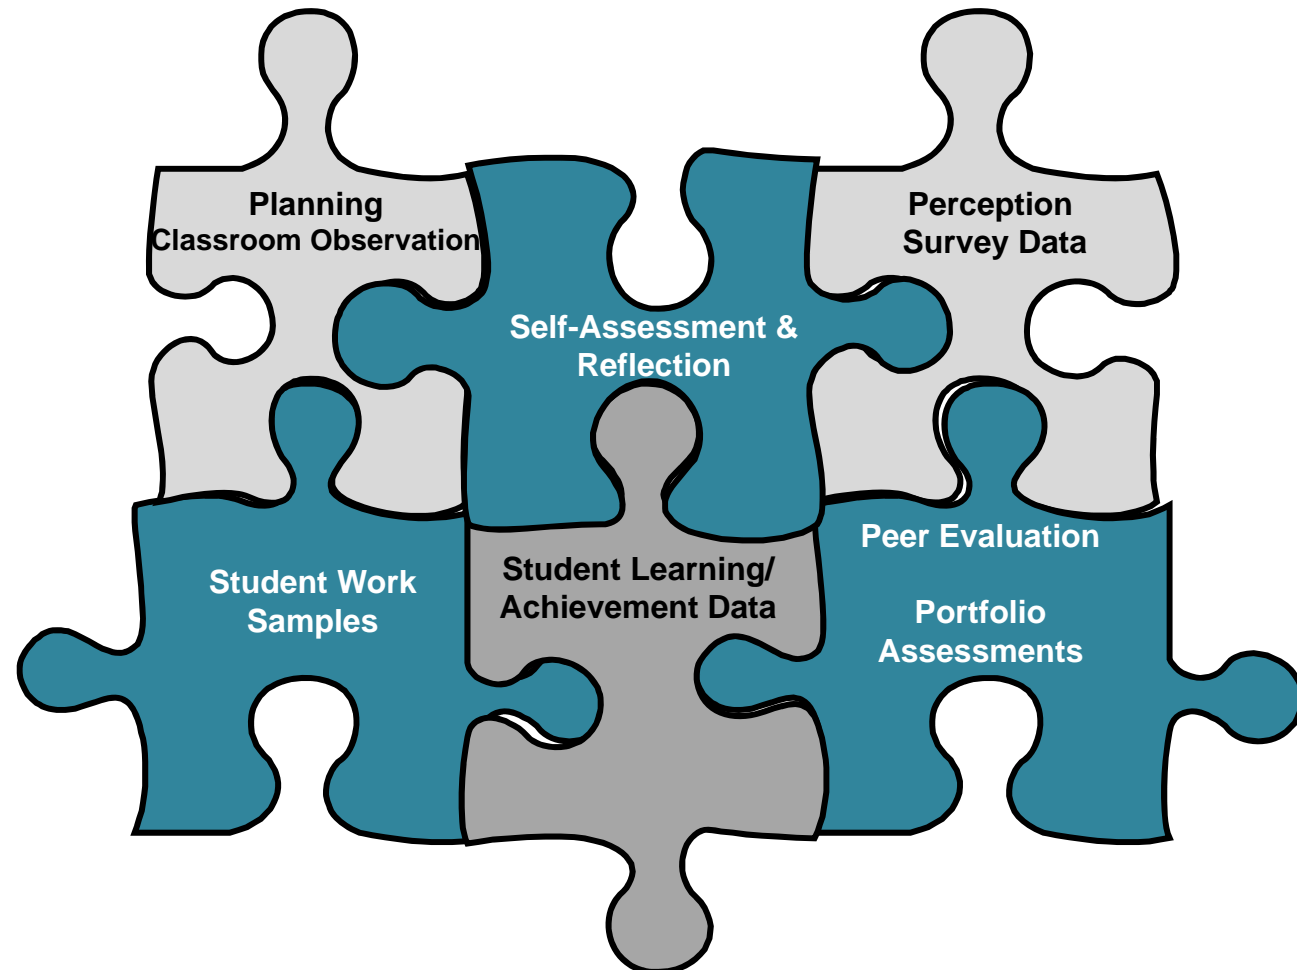 Planning
Classroom Observation
Perception
Survey Data
Self-Assessment &
Reflection
Student Work
Samples
Student Learning/
Achievement Data
Peer Evaluation
Portfolio
Assessments